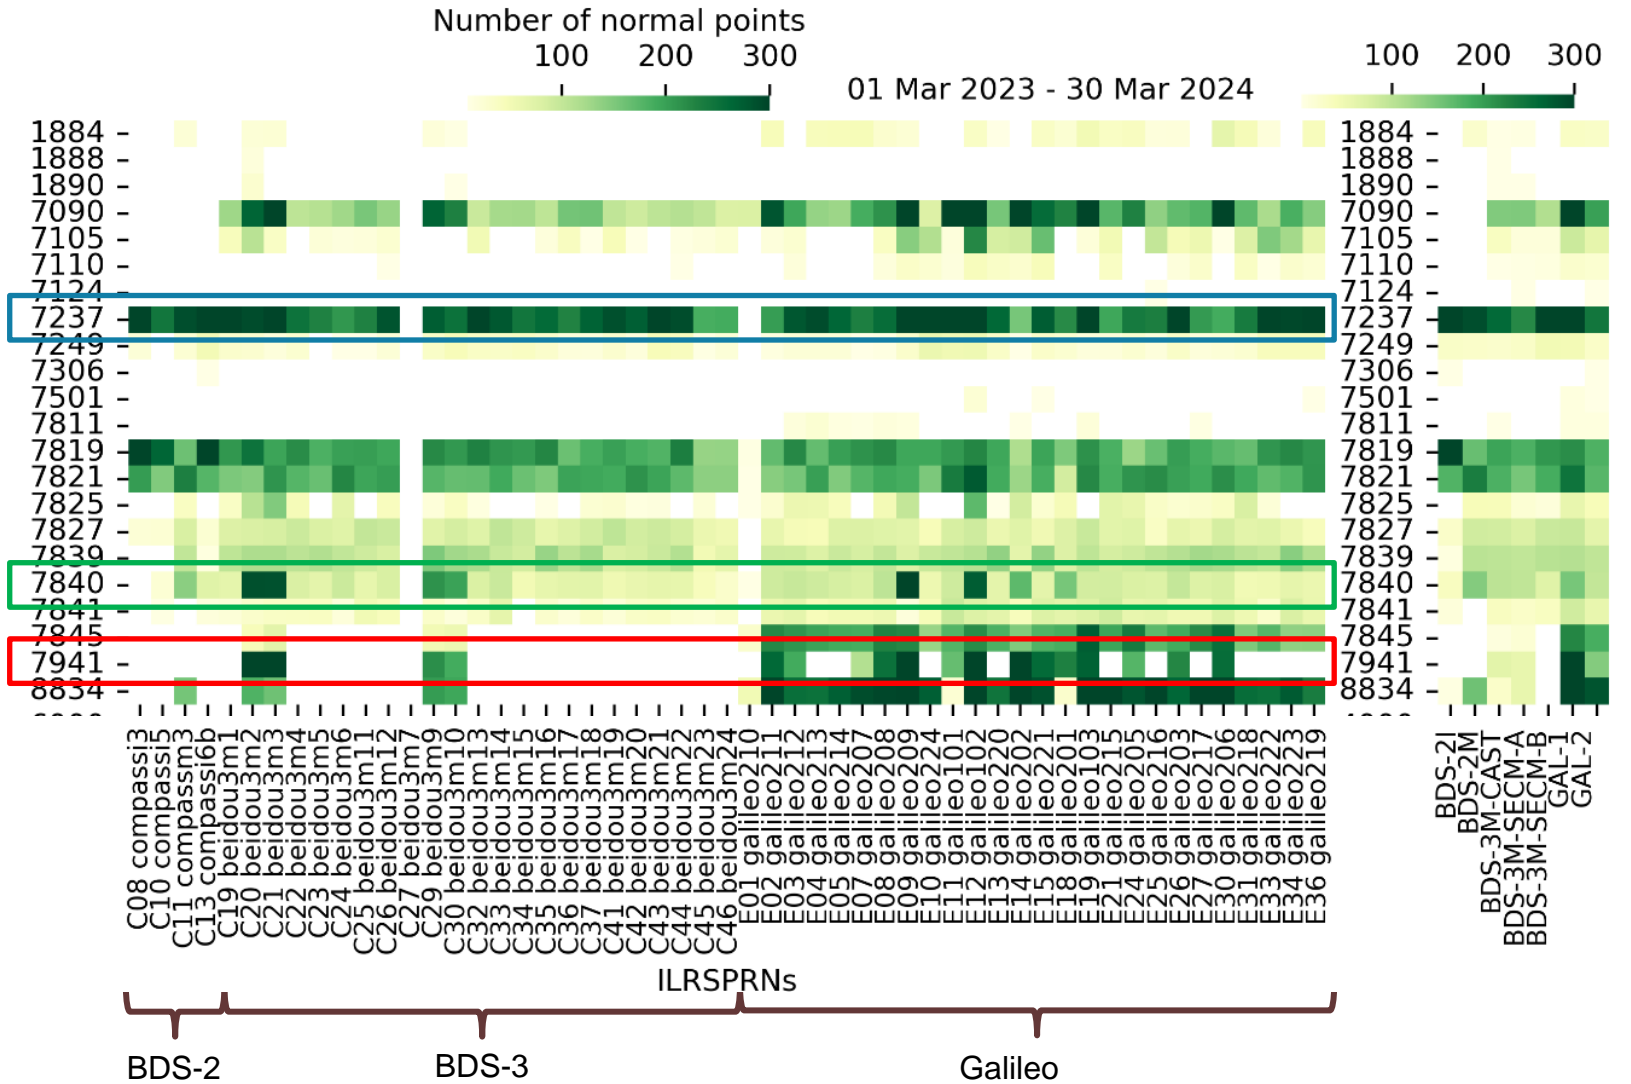 Number of normal points
100 200 300
01 Mar 2023 - 30 Mar 2024
100 200 300
1884
1888
1890
7090
7105
7110
7124
7237
7249
7306
7501
7811
7819
7821
7825
7827
7839
7840
7841
7845
7941
8834
1884
1888
1890
7090
7105
7110
7124
7237
7249
7306
7501
7811
7819
7821
7825
7827
7839
7840
7841
7845
7941
8834
C08 compassi3
C10 compassi5
C11 compassm3
C13 compassi6b
C19 beidou3m1
C20 beidou3m2
C21 beidou3m3
C22 beidou3m4
C23 beidou3m5
C24 beidou3m6
C25 beidou3m11
C26 beidou3m12
C27 beidou3m7
C29 beidou3m9
C30 beidou3m10
C32 beidou3m13
C33 beidou3m14
C34 beidou3m15
C35 beidou3m16
C36 beidou3m17
C37 beidou3m18
C41 beidou3m19
C42 beidou3m20
C43 beidou3m21
C44 beidou3m22
C45 beidou3m23
C46 beidou3m24
E01 galileo210
E02 galileo211
E03 galileo212
E04 galileo213
E05 galileo214
E07 galileo207
E08 galileo208
E09 galileo209
E10 galileo224
E11 galileo101
E12 galileo102
E13 galileo220
E14 galileo202
E15 galileo221
E18 galileo201
E19 galileo103
E21 galileo215
E24 galileo205
E25 galileo216
E26 galileo203
E27 galileo217
E30 galileo206
E31 galileo218
E33 galileo222
E34 galileo223
E36 galileo219
BDS-2I
BDS-2M
BDS-3M-CAST
BDS-3M-SECM-A
BDS-3M-SECM-B
GAL-1
GAL-2
ILRSPRNs
BDS-2
BDS-3
Galileo